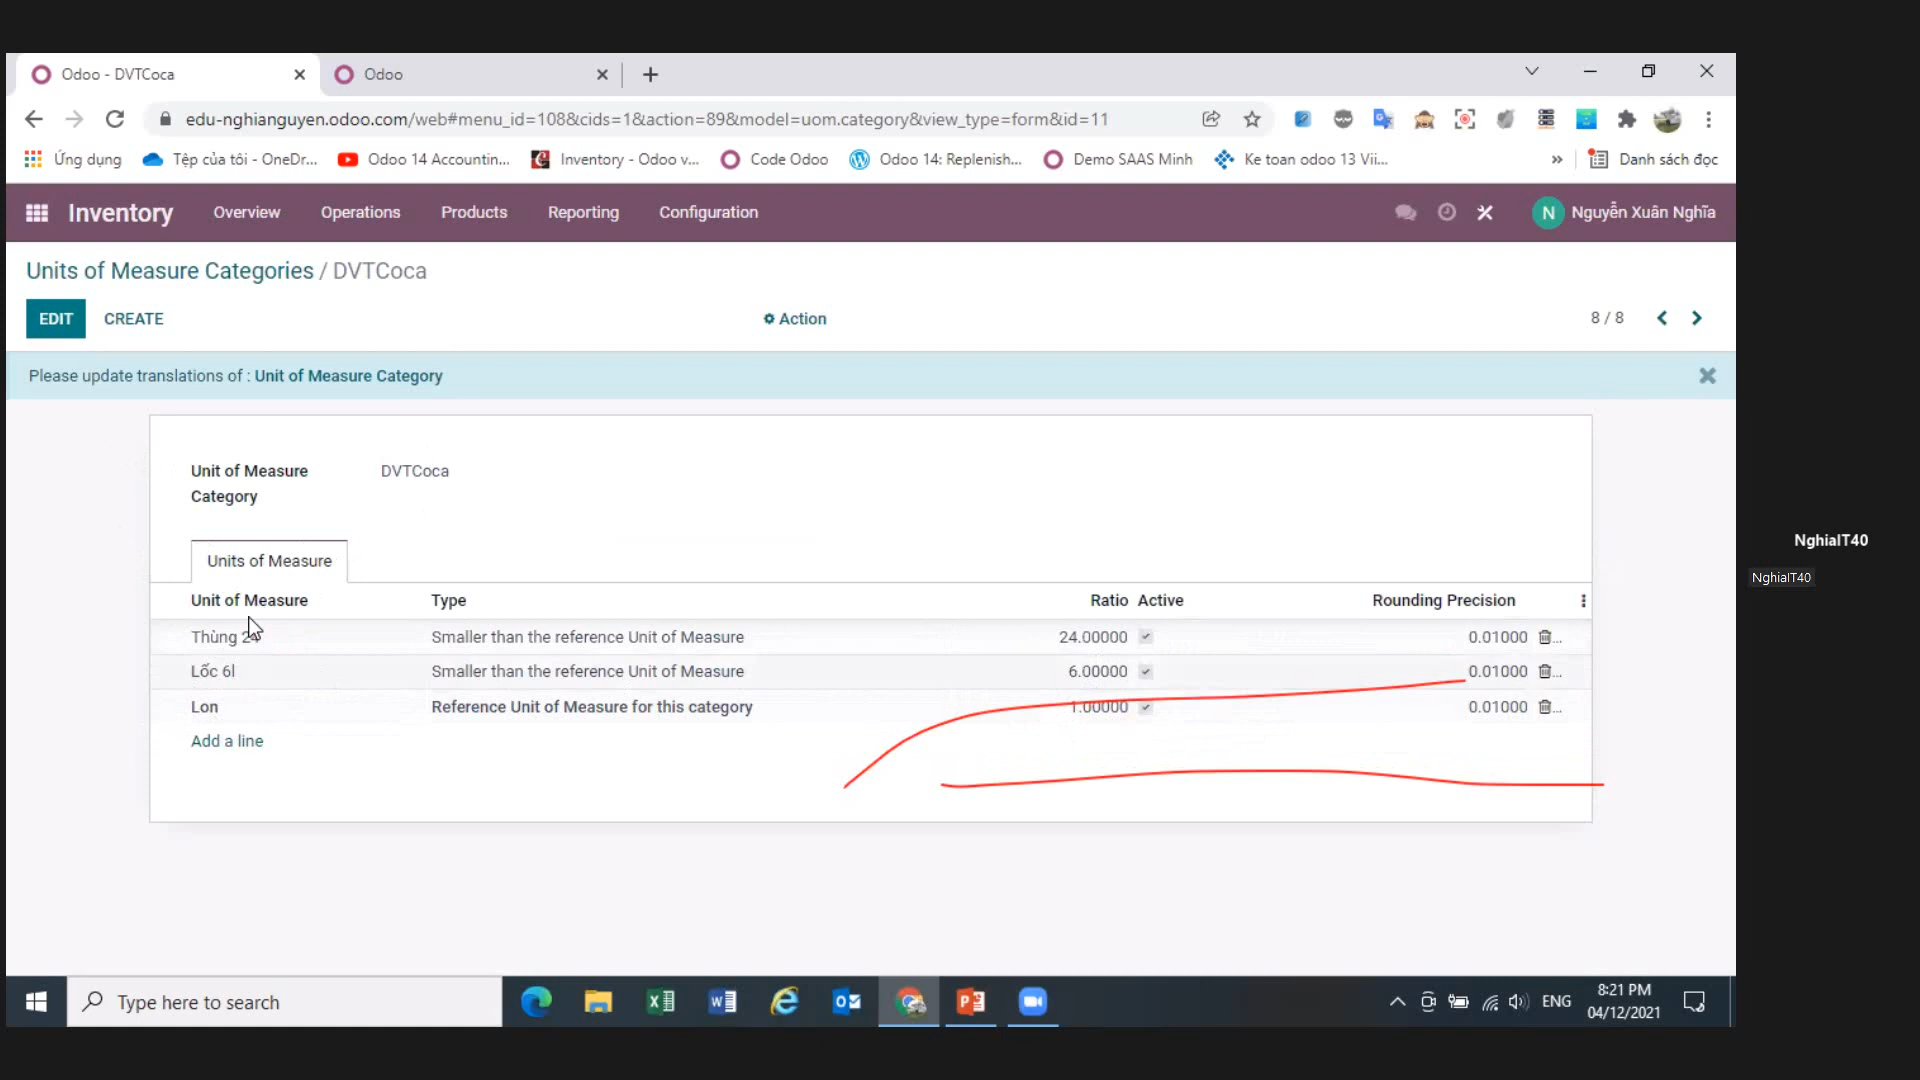 Odoo - DVTCoca
Odoo
edu-nghianguyen.odoo.com/web#menu_id=108&cids=1&action=89&model=uom.category&view_type=form&id=11
Ứng dụng
Tệp của tôi - OneDr...
Odoo 14 Accountin...
Inventory - Odoo v...
Code Odoo
Odoo 14: Replenish...
Demo SAAS Minh
Ke toan odoo 13 Vii...
»
Danh sách đọc
Inventory
Overview
Operations
Products
Reporting
Configuration
N
Nguyễn Xuân Nghĩa
Units of Measure Categories / DVTCoca
EDIT
CREATE
Action
8 / 8
Please update translations of : Unit of Measure Category
Unit of Measure Category
DVTCoca
Units of Measure
Unit of Measure Type Ratio Active Rounding Precision
Thùng 24 Smaller than the reference Unit of Measure 24.00000 0.01000 ...
Lốc 6l Smaller than the reference Unit of Measure 6.00000 0.01000 ...
Lon Reference Unit of Measure for this category 1.00000 0.01000 ...
Add a line
NghiaIT40
NghiaIT40
Type here to search
ENG
8:21 PM
04/12/2021